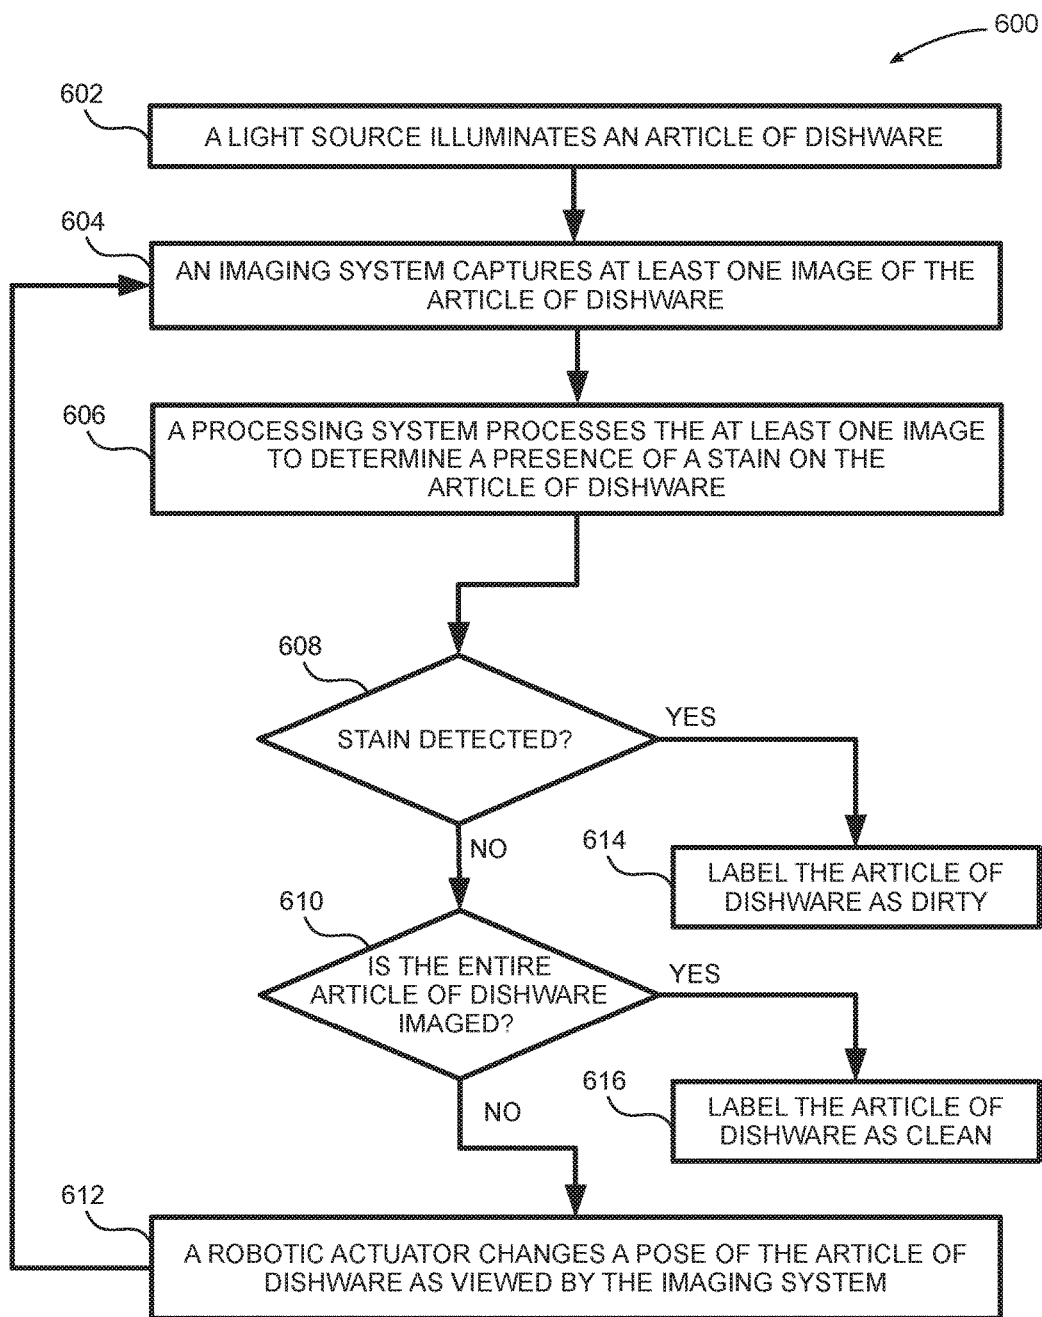 600
602
A LIGHT SOURCE ILLUMINATES AN ARTICLE OF DISHWARE
604
AN IMAGING SYSTEM CAPTURES AT LEAST ONE IMAGE OF THE
ARTICLE OF DISHWARE
606
A PROCESSING SYSTEM PROCESSES THE AT LEAST ONE IMAGE
TO DETERMINE A PRESENCE OF A STAIN ON THE
ARTICLE OF DISHWARE
608
STAIN DETECTED?
YES
NO
614
LABEL THE ARTICLE OF
DISHWARE AS DIRTY
610
IS THE ENTIRE
ARTICLE OF DISHWARE
IMAGED?
YES
NO
616
LABEL THE ARTICLE OF
DISHWARE AS CLEAN
612
A ROBOTIC ACTUATOR CHANGES A POSE OF THE ARTICLE OF
DISHWARE AS VIEWED BY THE IMAGING SYSTEM